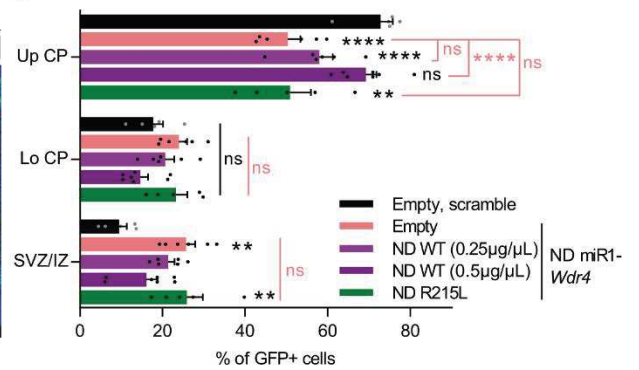 Up CP
Lo CP
SVZ/IZ
****
****
ns
**
ns
ns
****
ns
ns
ns
**
**
ns
Empty, scramble
Empty
ND WT (0.25µg/µL)
ND WT (0.5µg/µL)
ND R215L
ND miR1-
Wdr4
0
20
40
60
80
% of GFP+ cells